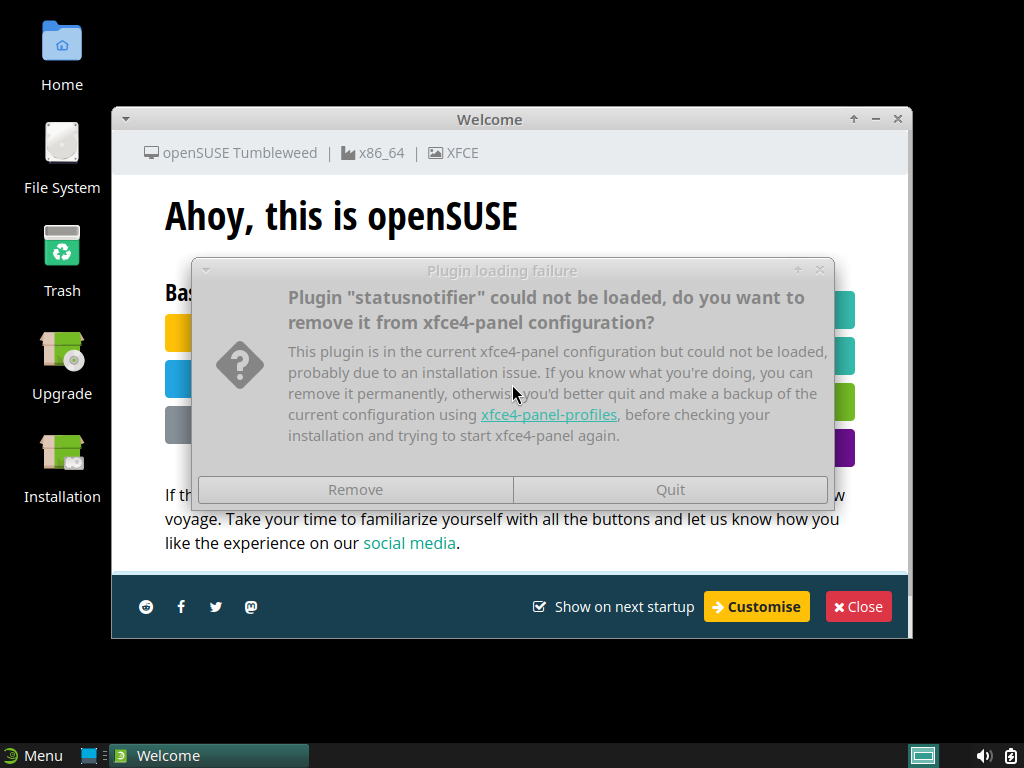 Home
File System
Trash
Upgrade
Installation
Welcome
openSUSE Tumbleweed | x86_64 | XFCE
Ahoy, this is openSUSE
Bas
Plugin loading failure
Plugin "statusnotifier" could not be loaded, do you want to
remove it from xfce4-panel configuration?
This plugin is in the current xfce4-panel configuration but could not be loaded,
probably due to an installation issue. If you know what you're doing, you can
remove it permanently, otherwise you'd better quit and make a backup of the
current configuration using xfce4-panel-profiles, before checking your
installation and trying to start xfce4-panel again.
Remove Quit
If th w
voyage. Take your time to familiarize yourself with all the buttons and let us know how you
like the experience on our social media.
Show on next startup Customise Close
Menu Welcome